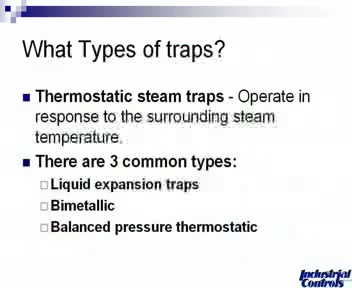 What Types of traps?
Thermostatic steam traps - Operate in
response to the surrounding steam
temperature.
There are 3 common types:
Liquid expansion traps
Bimetallic
Balanced pressure thermostatic
Industrial
Controls